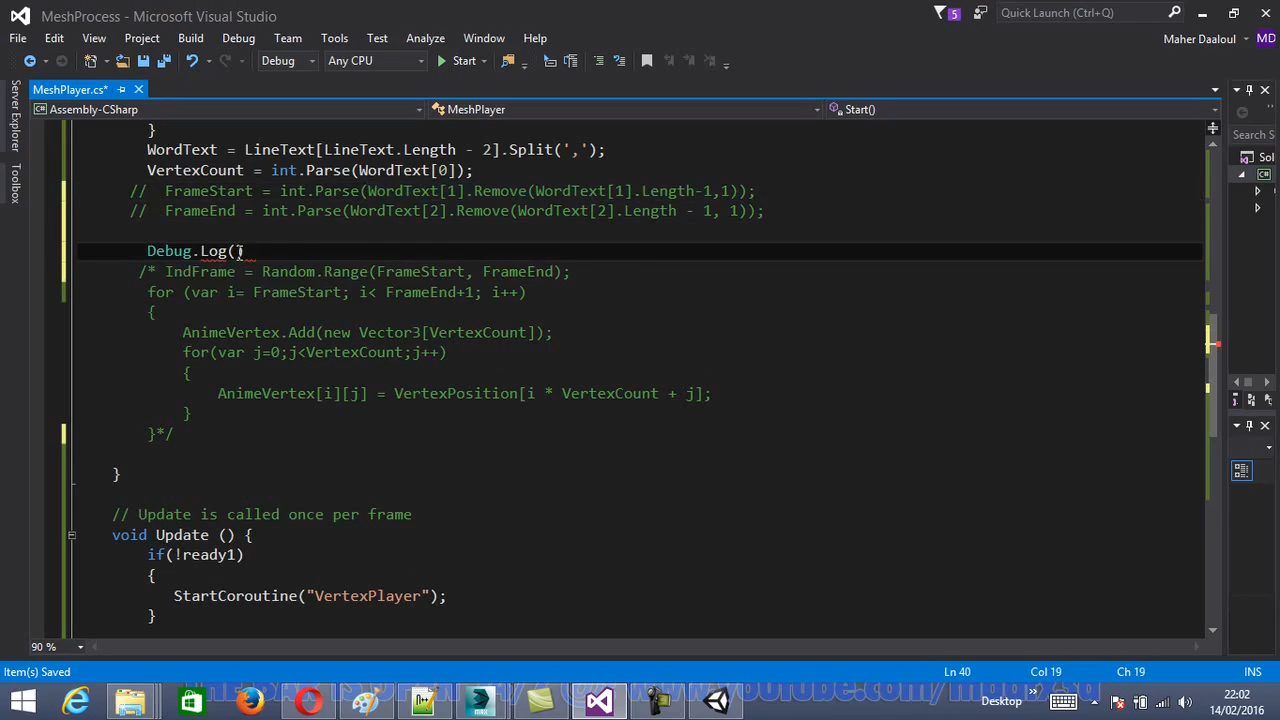 MeshProcess - Microsoft Visual Studio
5
Quick Launch (Ctrl+Q)
File Edit View Project Build Debug Team Tools Test Analyze Window Help
Maher Daaloul MD
Debug Any CPU Start
MeshPlayer.cs*
Assembly-CSharp MeshPlayer Start()
Server Explorer
Toolbox
Search S
Sol
}
WordText = LineText[LineText.Length - 2].Split(',');
VertexCount = int.Parse(WordText[0]);
// FrameStart = int.Parse(WordText[1].Remove(WordText[1].Length-1,1));
// FrameEnd = int.Parse(WordText[2].Remove(WordText[2].Length - 1, 1));
Debug.Log()
/* IndFrame = Random.Range(FrameStart, FrameEnd);
for (var i= FrameStart; i< FrameEnd+1; i++)
{
AnimeVertex.Add(new Vector3[VertexCount]);
for(var j=0;j<VertexCount;j++)
{
AnimeVertex[i][j] = VertexPosition[i * VertexCount + j];
}
}*/
}
// Update is called once per frame
void Update () {
if(!ready1)
{
StartCoroutine("VertexPlayer");
}
90 %
Item(s) Saved Ln 40 Col 19 Ch 19 INS
Desktop
22:02
14/02/2016